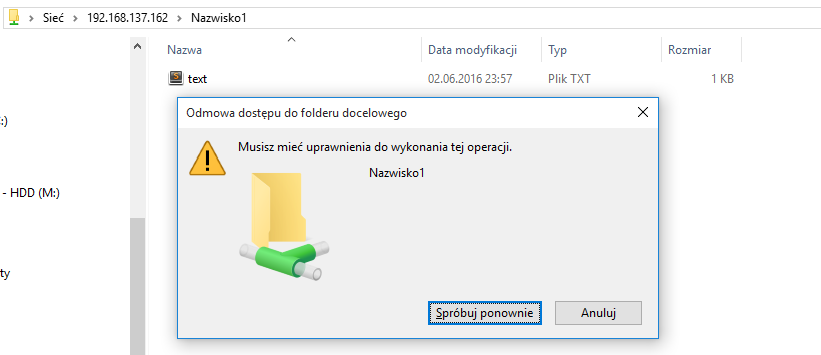 Sieć > 192.168.137.162 > Nazwisko1
Nazwa Data modyfikacji Typ Rozmiar
text 02.06.2016 23:57 Plik TXT 1 KB
:)
- HDD (M:)
ty
Odmowa dostępu do folderu docelowego
Musisz mieć uprawnienia do wykonania tej operacji.
Nazwisko1
Spróbuj ponownie Anuluj